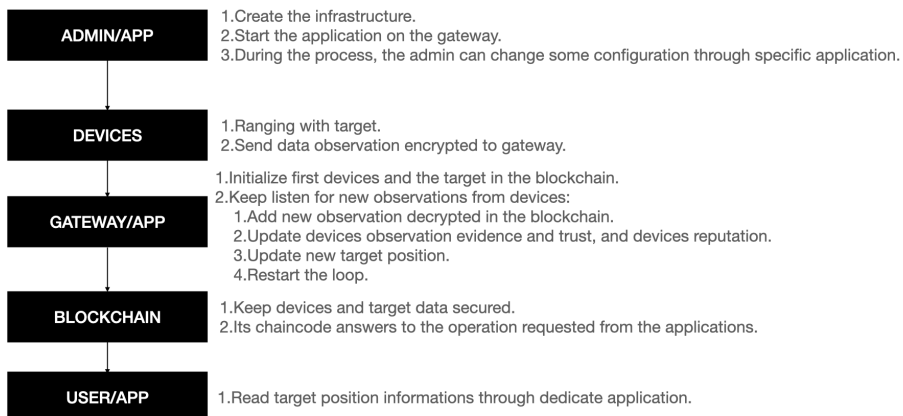 ADMIN/APP
1.Create the infrastructure.
2.Start the application on the gateway.
3.During the process, the admin can change some configuration through specific application.
DEVICES
1.Ranging with target.
2.Send data observation encrypted to gateway.
GATEWAY/APP
1.Initialize first devices and the target in the blockchain.
2.Keep listen for new observations from devices:
1.Add new observation decrypted in the blockchain.
2.Update devices observation evidence and trust, and devices reputation.
3.Update new target position.
4.Restart the loop.
BLOCKCHAIN
1.Keep devices and target data secured.
2.Its chaincode answers to the operation requested from the applications.
USER/APP
1.Read target position informations through dedicate application.